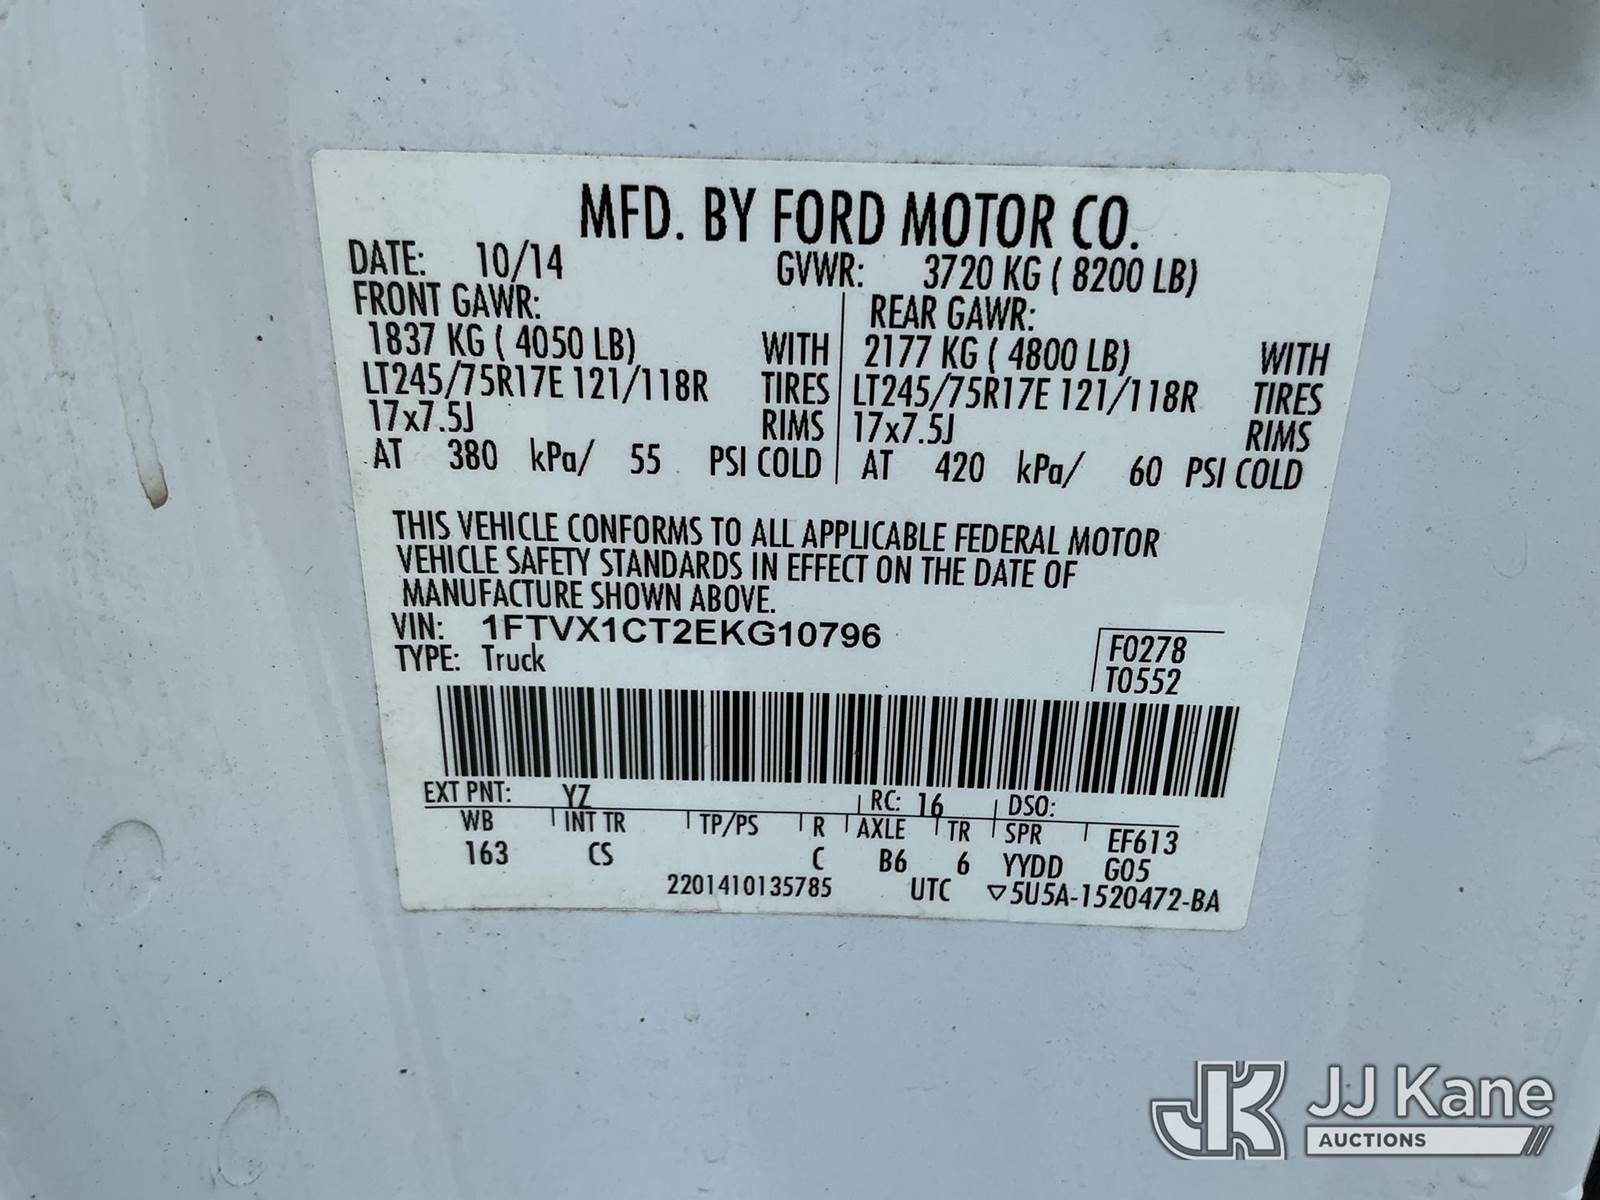 MFD. BY FORD MOTOR CO.
DATE: 10/14 GVWR: 3720 KG ( 8200 LB)
FRONT GAWR: REAR GAWR:
1837 KG ( 4050 LB) WITH 2177 KG ( 4800 LB) WITH
LT245/75R17E 121/118R TIRES LT245/75R17E 121/118R TIRES
17x7.5J RIMS 17x7.5J RIMS
AT 380 kPa/ 55 PSI COLD AT 420 kPa/ 60 PSI COLD
THIS VEHICLE CONFORMS TO ALL APPLICABLE FEDERAL MOTOR
VEHICLE SAFETY STANDARDS IN EFFECT ON THE DATE OF
MANUFACTURE SHOWN ABOVE.
VIN: 1FTVX1CT2EKG10796
TYPE: Truck
F0278
T0552
EXT PNT: YZ RC: 16 DSO:
WB INT TR TP/PS R AXLE TR SPR EF613
163 CS C B6 6 YYDD G05
2201410135785 UTC ▽5U5A-1520472-BA
JK JJ Kane
AUCTIONS